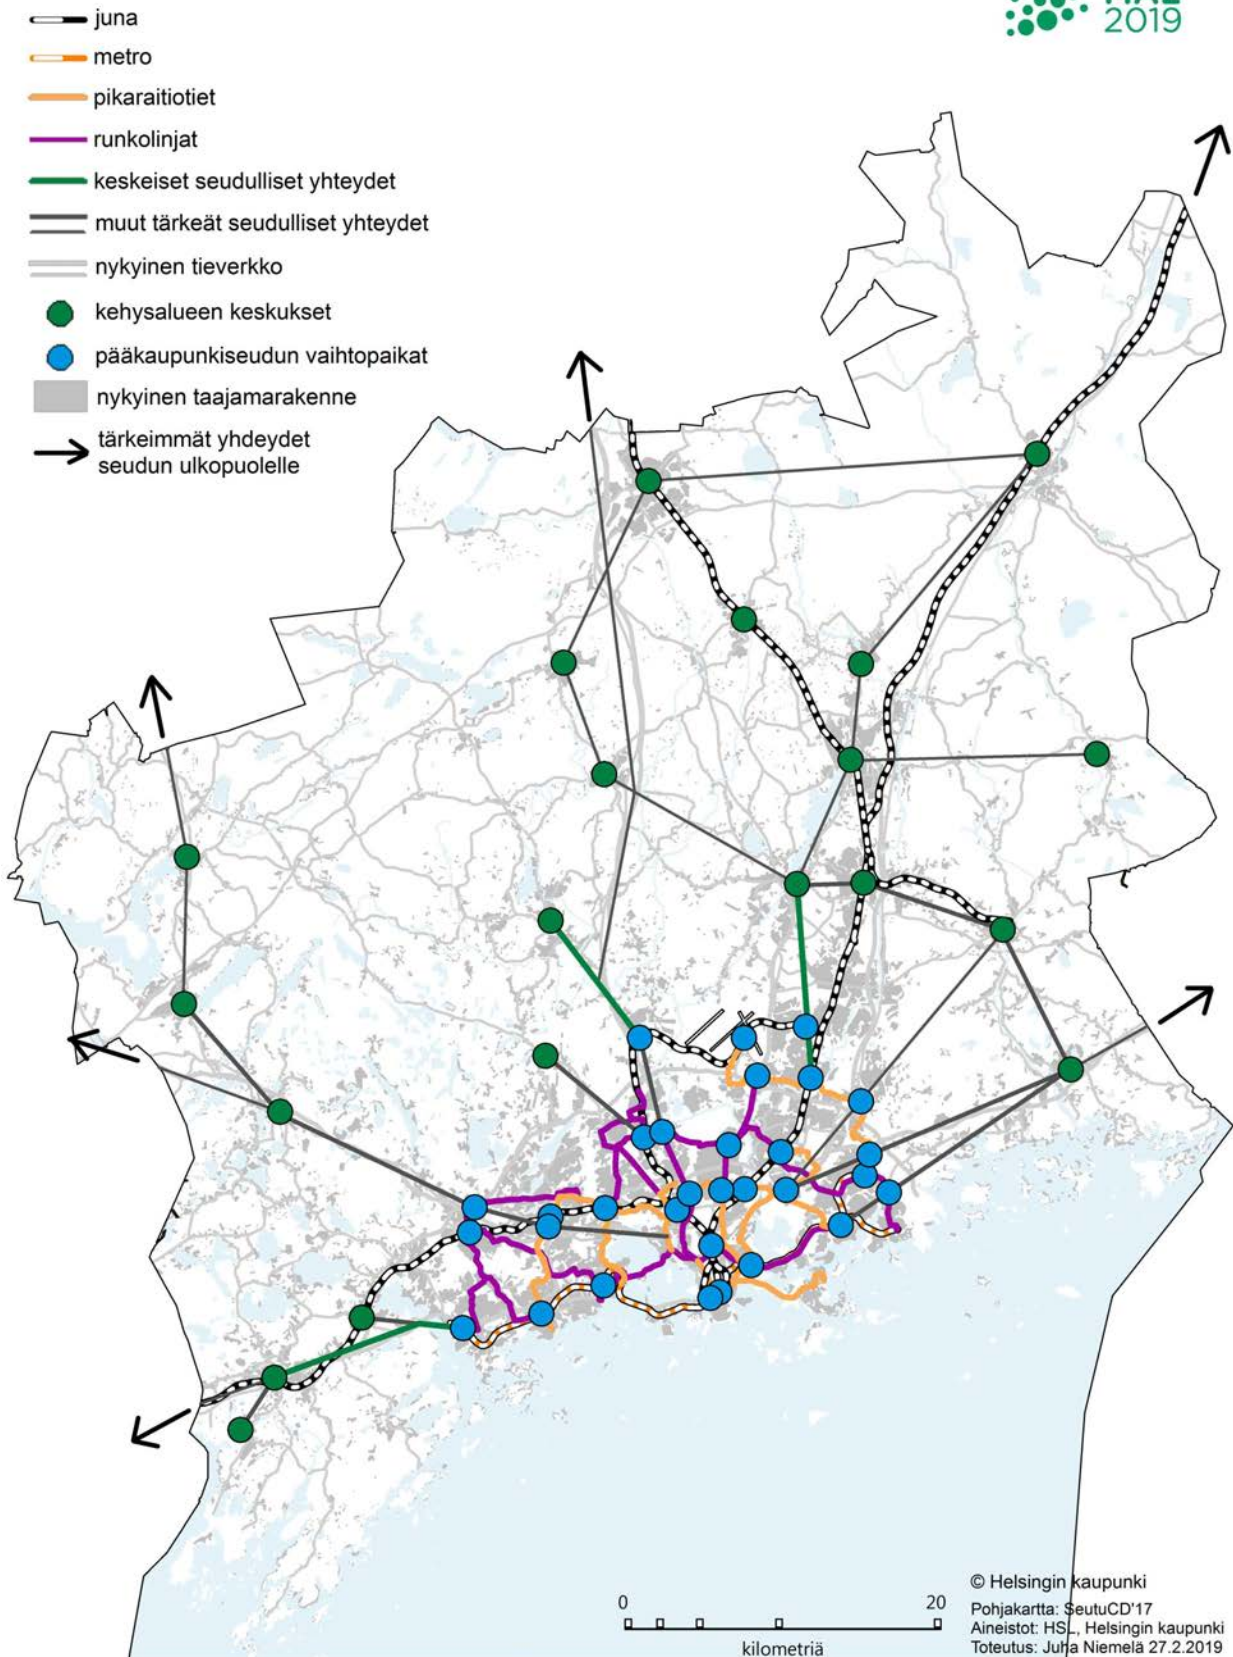 juna
metro
pikaraitiotiet
runkolinjat
keskeiset seudulliset yhteydet
muut tärkeät seudulliset yhteydet
nykyinen tieverkko
kehysalueen keskukset
pääkaupunkiseudun vaihtopaikat
nykyinen taajamarakenne
tärkeimmät yhdeydet
seudun ulkopuolelle
2019
0 20
kilometriä
© Helsingin kaupunki
Pohjakartta: SeutuCD'17
Aineistot: HSL, Helsingin kaupunki
Toteutus: Juha Niemelä 27.2.2019